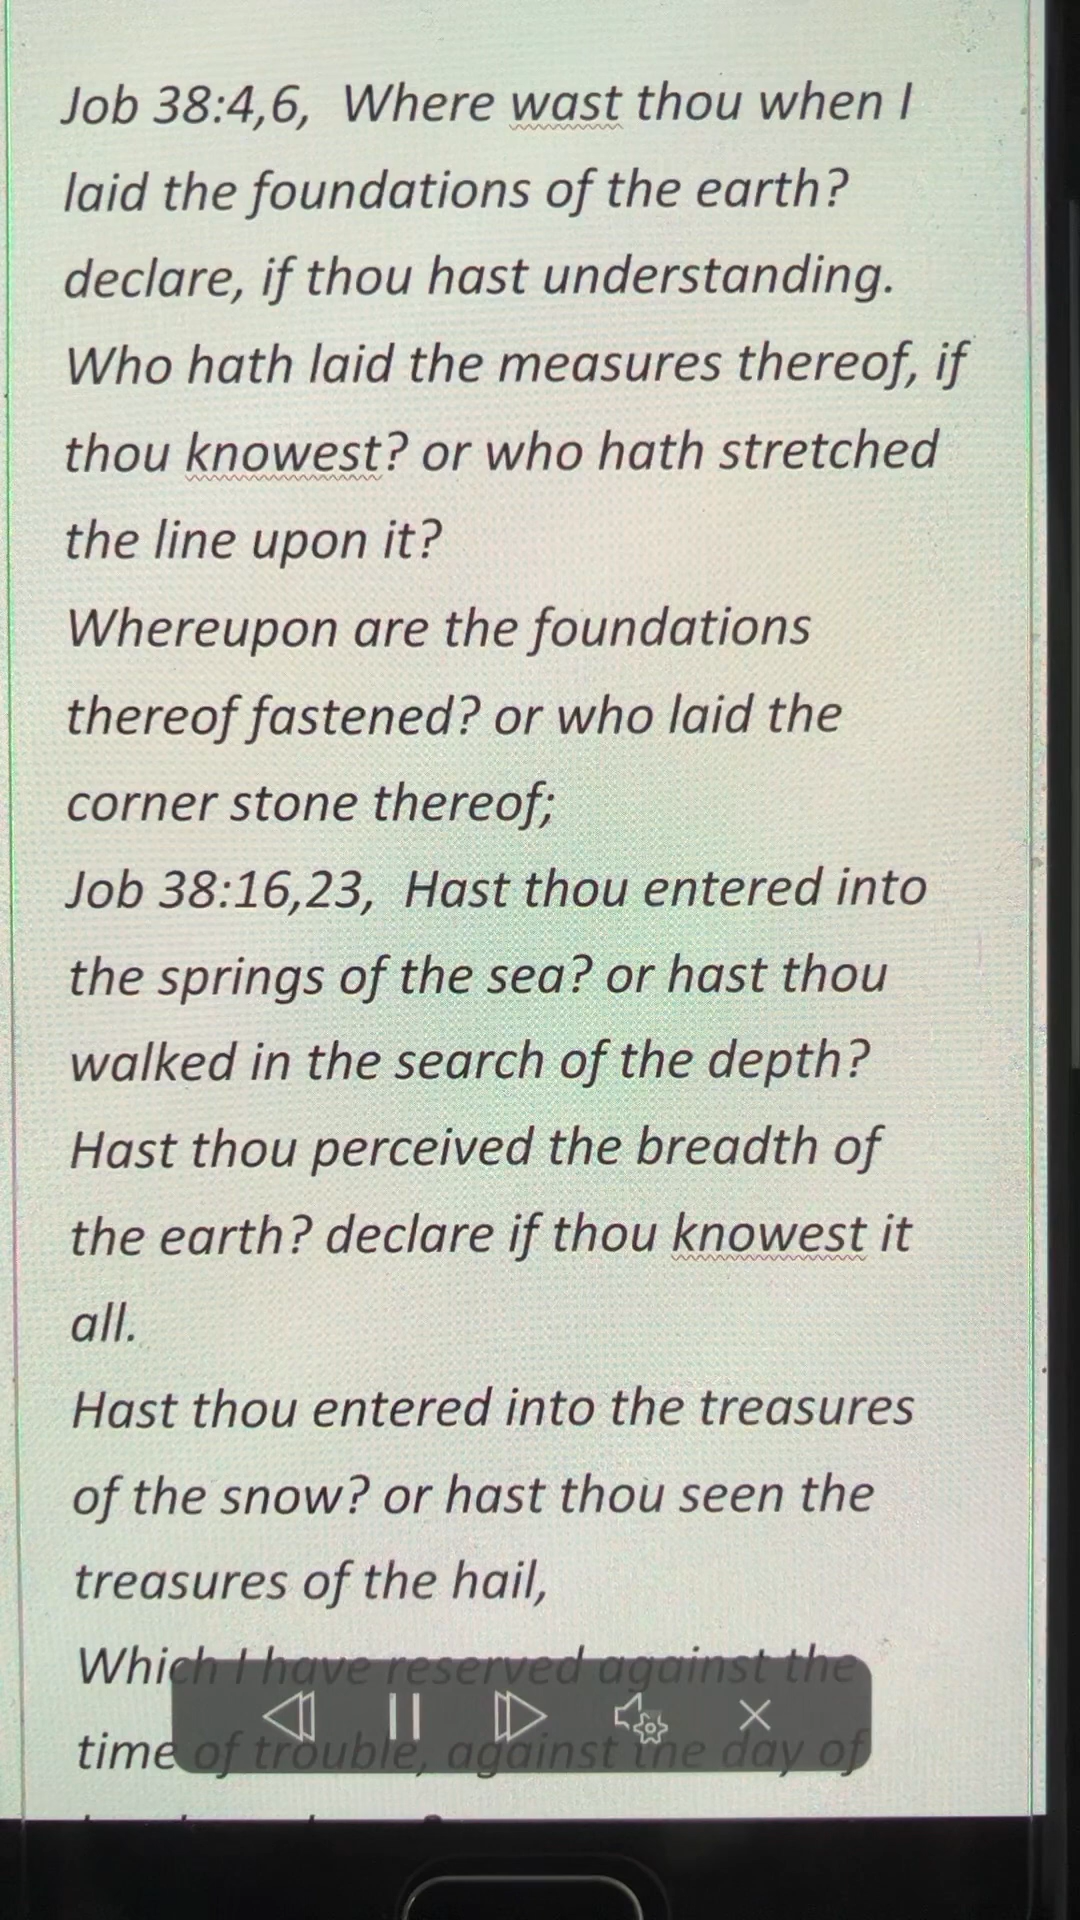 Job 38:4,6, Where wast thou when I
laid the foundations of the earth?
declare, if thou hast understanding.
Who hath laid the measures thereof, if
thou knowest? or who hath stretched
the line upon it?
Whereupon are the foundations
thereof fastened? or who laid the
corner stone thereof;
Job 38:16,23, Hast thou entered into
the springs of the sea? or hast thou
walked in the search of the depth?
Hast thou perceived the breadth of
the earth? declare if thou knowest it
all.
Hast thou entered into the treasures
of the snow? or hast thou seen the
treasures of the hail,
Which I have reserved against the
time of trouble, against the day of